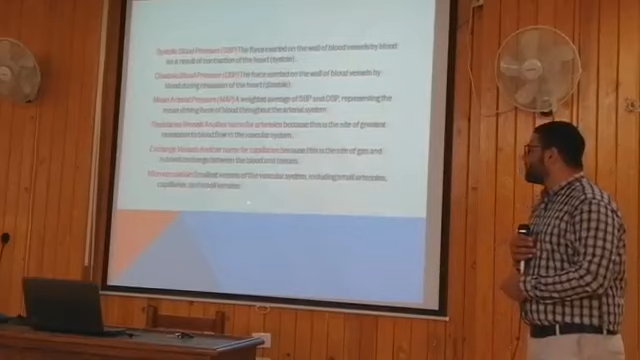 Systolic Blood Pressure (SBP) The force exerted on the wall of blood vessels by blood
as a result of contraction of the heart (systole).
Diastolic Blood Pressure (DBP) The force exerted on the wall of blood vessels by
blood during relaxation of the heart (diastole).
Mean Arterial Pressure (MAP) A weighted average of SBP and DBP, representing the
mean driving force of blood throughout the arterial system.
Resistance Vessels Another name for arterioles because this is the site of greatest
resistance to blood flow in the vascular system.
Exchange Vessels Another name for capillaries because this is the site of gas and
nutrient exchange between the blood and tissues.
Microvasculature Smallest vessels of the vascular system, including small arterioles,
capillaries, and small venules.